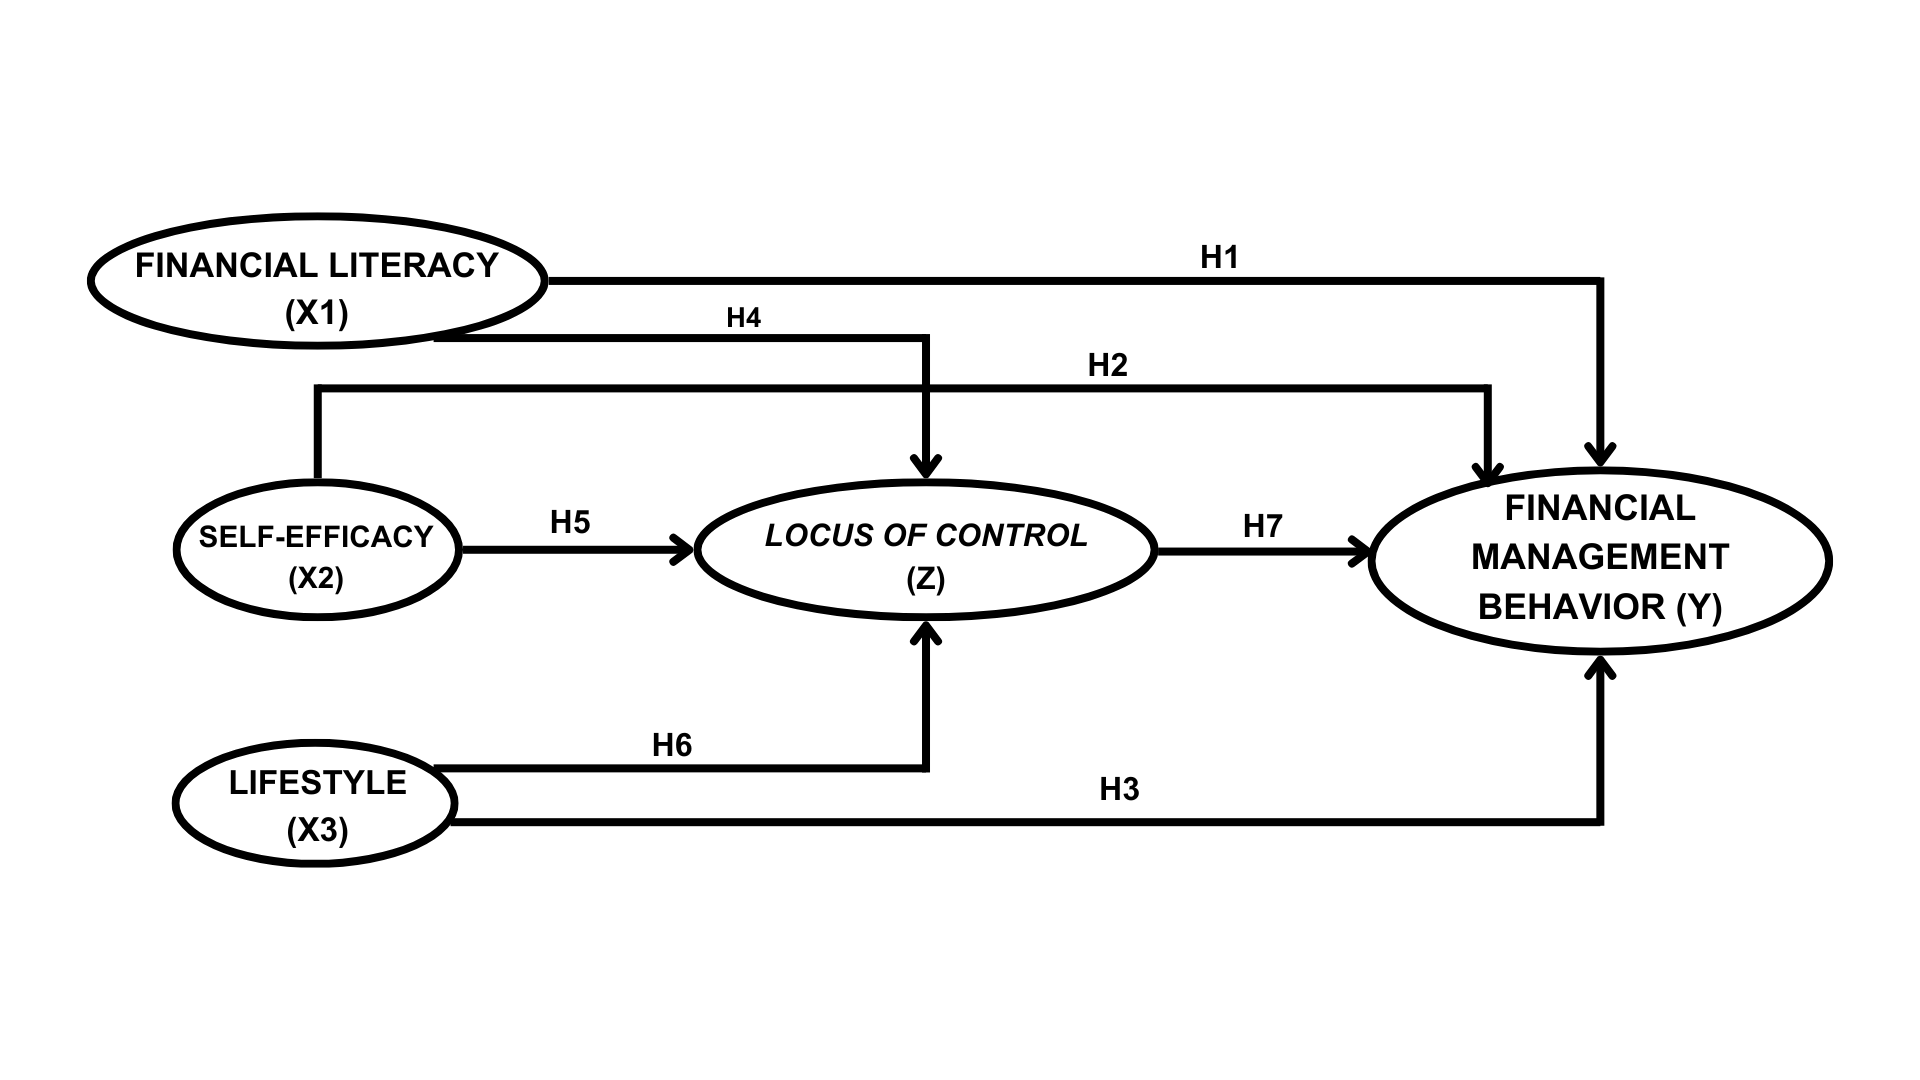 FINANCIAL LITERACY
(X1)
H1
H4
H2
SELF-EFFICACY
(X2)
H5
LOCUS OF CONTROL
(Z)
H7
FINANCIAL
MANAGEMENT
BEHAVIOR (Y)
H6
LIFESTYLE
(X3)
H3